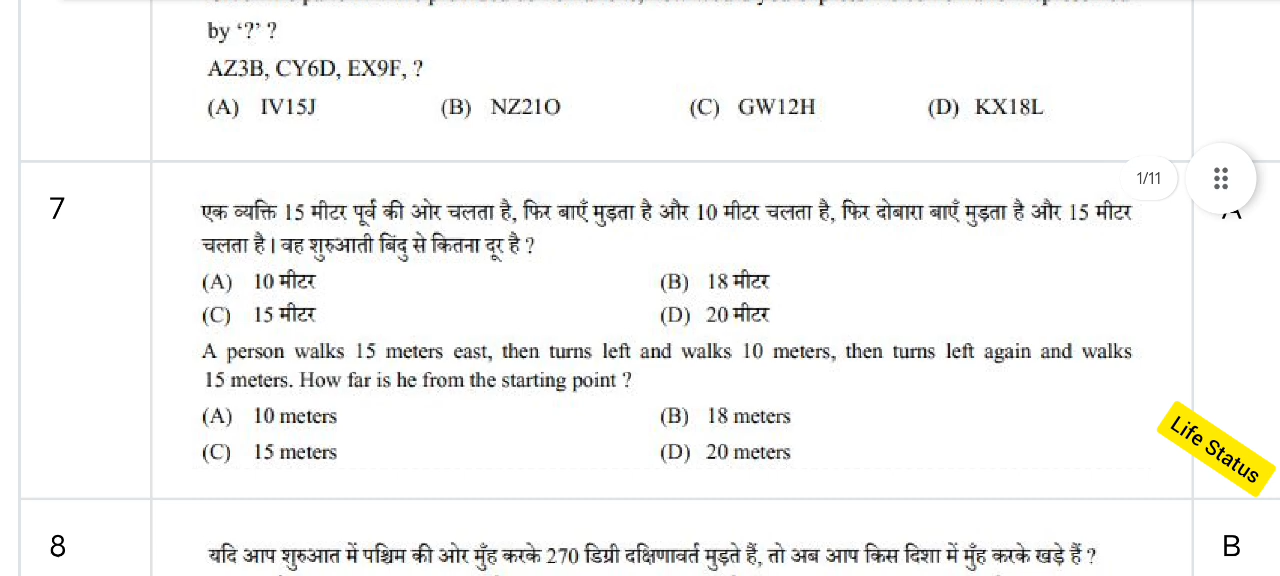 by ‘?’ ?
AZ3B, CY6D, EX9F, ?
(A) IV15J (B) NZ21O (C) GW12H (D) KX18L
1/11
7
एक व्यक्ति 15 मीटर पूर्व की ओर चलता है, फिर बाएँ मुड़ता है और 10 मीटर चलता है, फिर दोबारा बाएँ मुड़ता है और 15 मीटर
चलता है। वह शुरुआती बिंदु से कितना दूर है ?
(A) 10 मीटर (B) 18 मीटर
(C) 15 मीटर (D) 20 मीटर
A person walks 15 meters east, then turns left and walks 10 meters, then turns left again and walks
15 meters. How far is he from the starting point ?
(A) 10 meters (B) 18 meters
(C) 15 meters (D) 20 meters
Life Status
8
यदि आप शुरुआत में पश्चिम की ओर मुँह करके 270 डिग्री दक्षिणावर्त मुड़ते हैं, तो अब आप किस दिशा में मुँह करके खड़े हैं ?
B